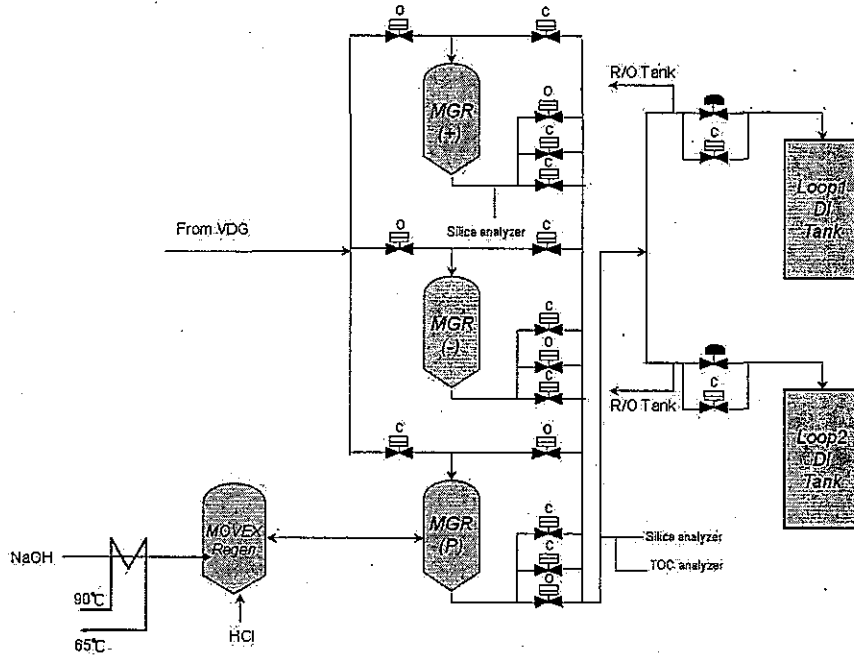 O
C
MGR
(+)
O
C
C
Silica analyzer
R/O Tank
C
Loop1
DI
Tank
From VDG
O
C
MGR
(-)
C
O
C
R/O Tank
C
Loop2
DI
Tank
C
O
MOVEX
Regen
MGR
(P)
C
C
O
NaOH
90℃
65℃
HCl
Silica analyzer
TOC analyzer